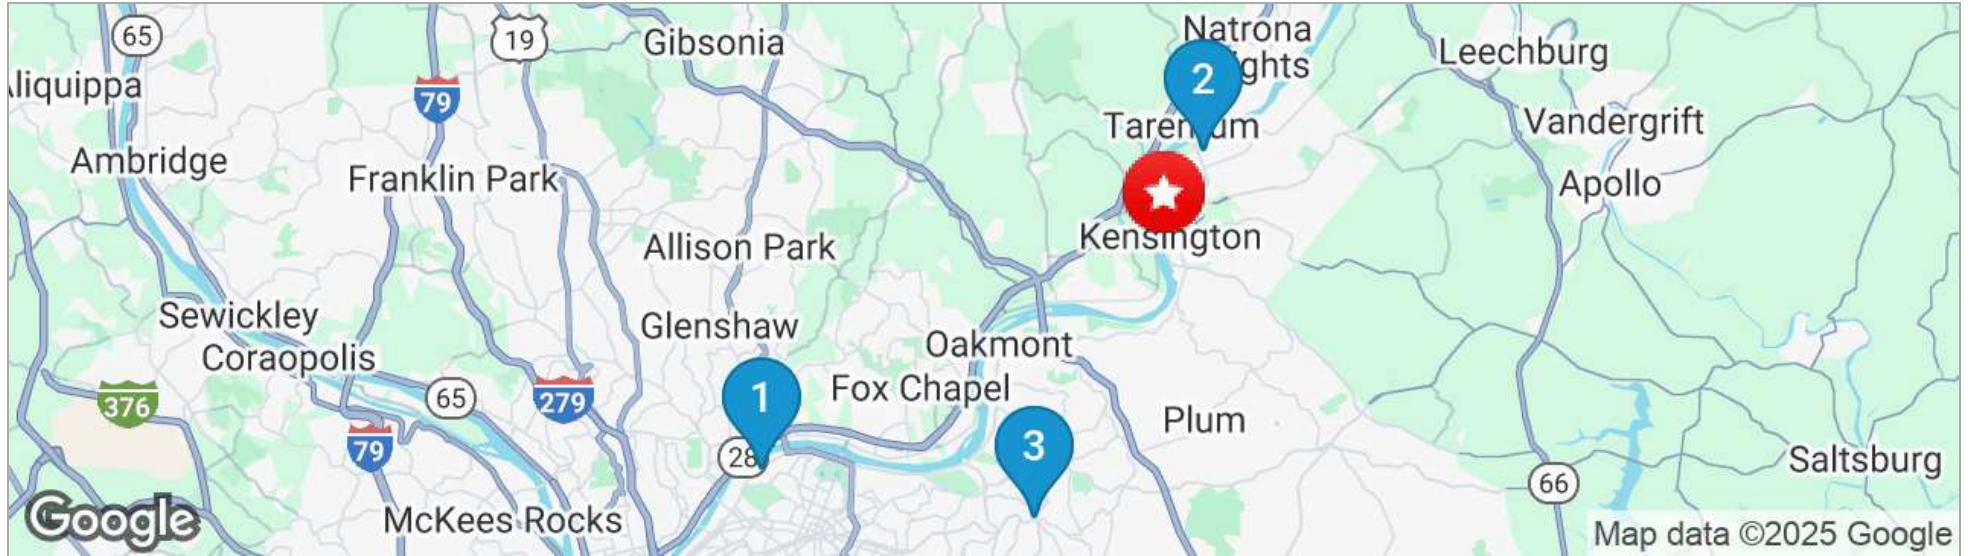 65
19
Gibsonia
Natrona
ghts
Leechburg
liquippa
79
2
Vandergrift
Ambridge
Franklin Park
Apollo
Kensington
Allison Park
Sewickley
Glenshaw
Oakmont
Coraopolis
Fox Chapel
376
65
279
1
Plum
79
28
3
Saltsburg
66
McKees Rocks
Google
Map data ©2025 Google